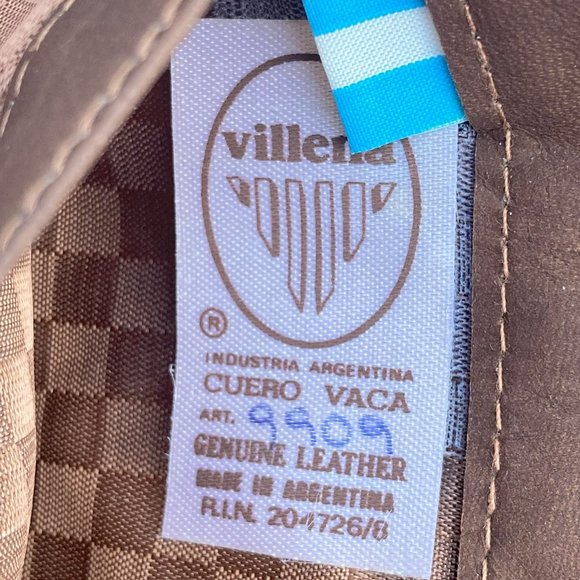 villena
®
INDUSTRIA ARGENTINA
CUERO VACA
ART. 9909
GENUINE LEATHER
MADE IN ARGENTINA
R.I.N. 204726/8